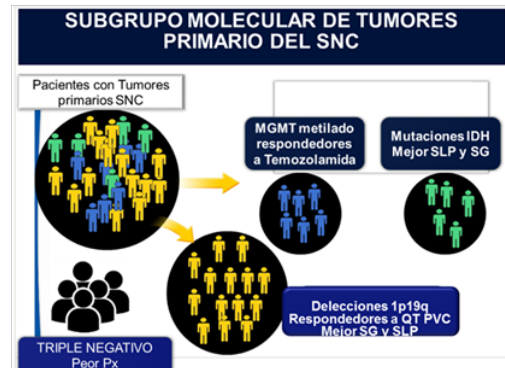 SUBGRUPO MOLECULAR DE TUMORES
PRIMARIO DEL SNC
Pacientes con Tumores
primarios SNC
MGMT metilado
respondedores
a Temozolamida
Mutaciones IDH
Mejor SLP y SG
Delecciones 1p19q
Respondedores a QT PVC
Mejor SG y SLP
TRIPLE NEGATIVO
Peor Px